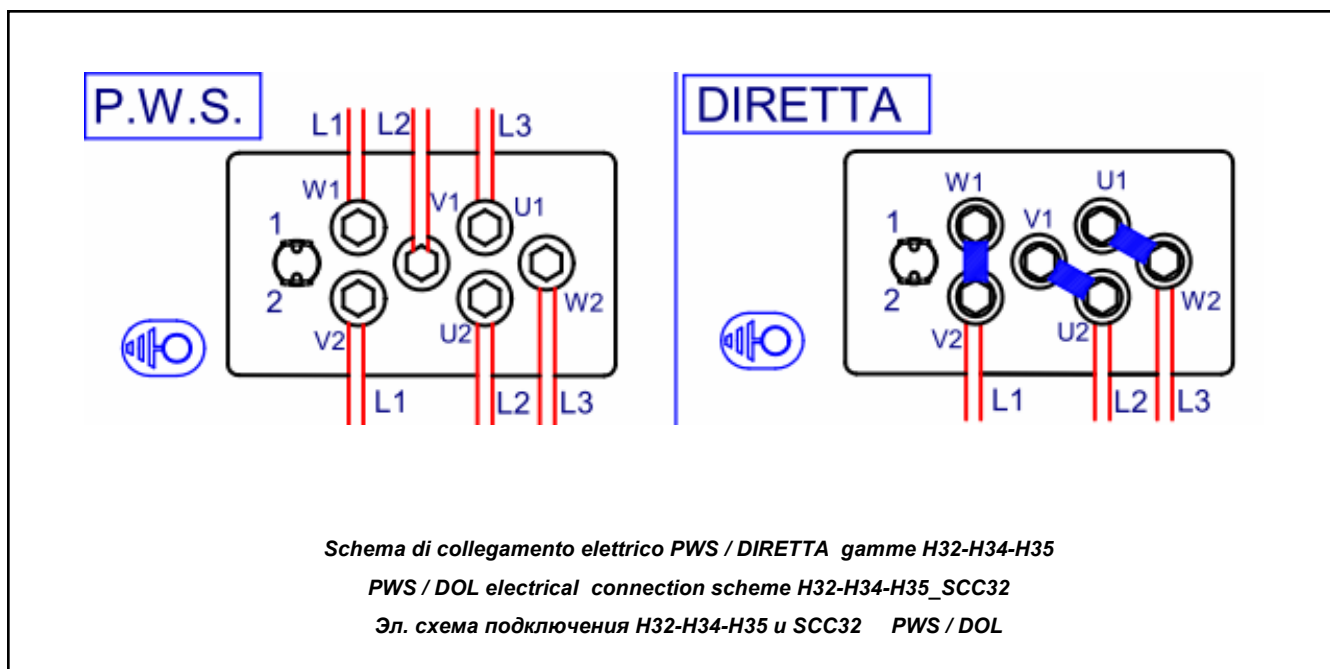 P.W.S.
L1 L2 L3
W1 V1 U1
1
2
W2
V2 U2
L1 L2 L3
DIRETTA
W1 U1
V1
1
2
W2
V2 U2
L1 L2 L3
Schema di collegamento elettrico PWS / DIRETTA gamme H32-H34-H35
PWS / DOL electrical connection scheme H32-H34-H35_SCC32
Эл. схема подключения H32-H34-H35 и SCC32 PWS / DOL